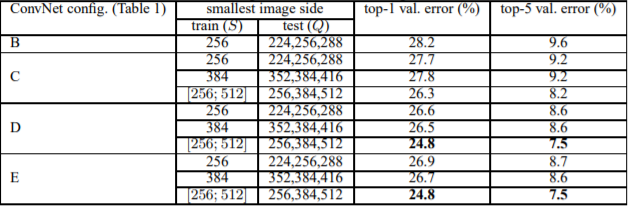 ConvNet config. (Table 1) smallest image side top-1 val. error (%) top-5 val. error (%)
train (S) test (Q)
B 256 224,256,288 28.2 9.6
C
256 224,256,288 27.7 9.2
384 352,384,416 27.8 9.2
[256; 512] 256,384,512 26.3 8.2
D
256 224,256,288 26.6 8.6
384 352,384,416 26.5 8.6
[256; 512] 256,384,512 24.8 7.5
E
256 224,256,288 26.9 8.7
384 352,384,416 26.7 8.6
[256; 512] 256,384,512 24.8 7.5